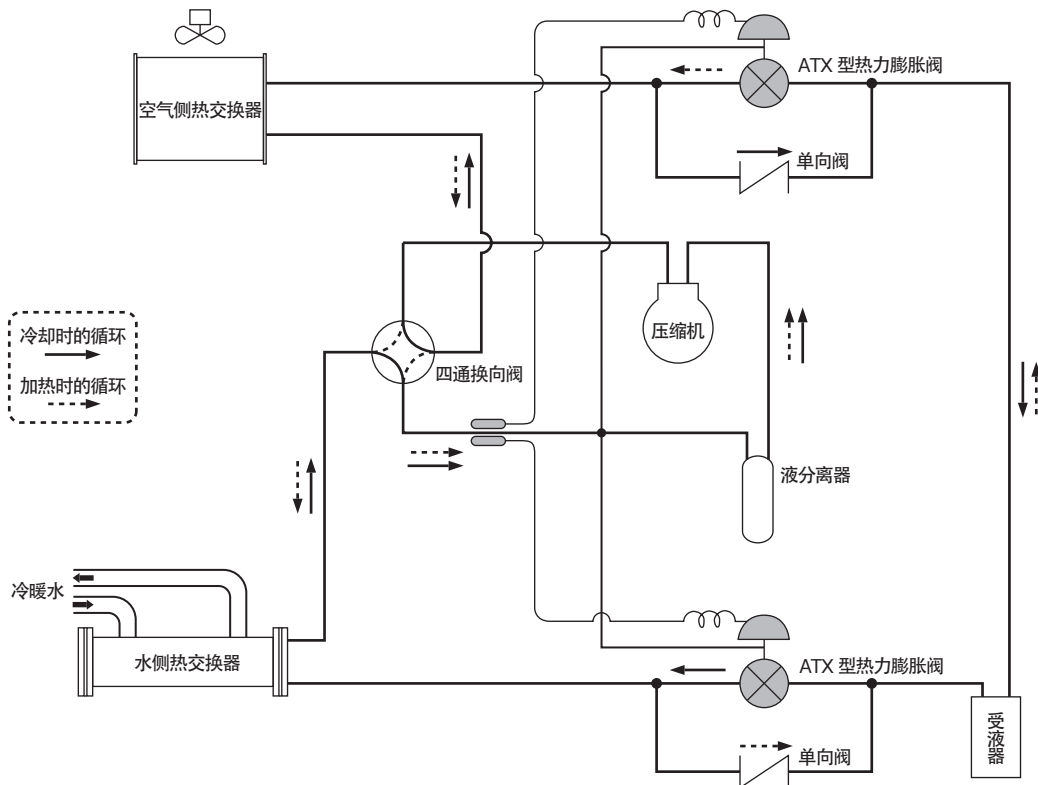 ATX 型热力膨胀阀
空气侧热交换器
单向阀
压缩机
冷却时的循环
加热时的循环
四通换向阀
液分离器
冷暖水
水侧热交换器
ATX 型热力膨胀阀
受液器
单向阀